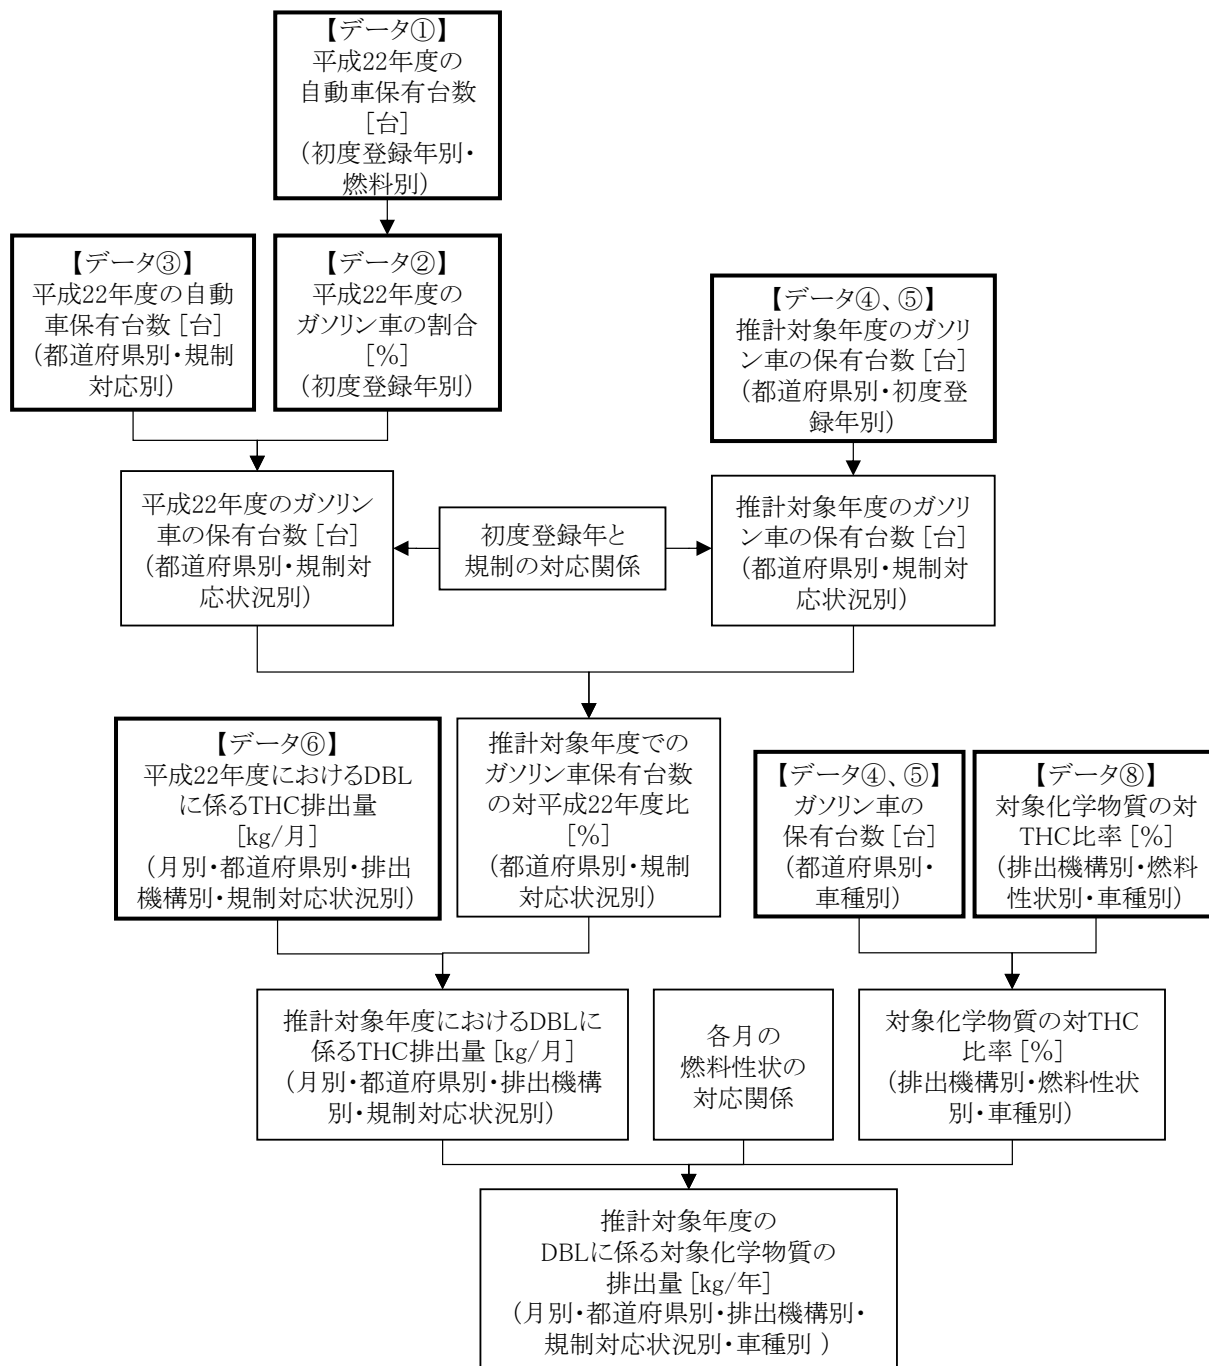 【データ①】
平成22年度の
自動車保有台数
[台]
（初度登録年別・
燃料別）
【データ③】
平成22年度の自動
車保有台数 [台]
（都道府県別・規制
対応別）
【データ②】
平成22年度の
ガソリン車の割合
[%]
（初度登録年別）
【データ④、⑤】
推計対象年度のガソリ
ン車の保有台数 [台]
（都道府県別・初度登
録年別）
平成22年度のガソリン
車の保有台数 [台]
（都道府県別・規制対
応状況別）
初度登録年と
規制の対応関係
推計対象年度のガソリ
ン車の保有台数 [台]
（都道府県別・規制対
応状況別）
【データ⑥】
平成22年度におけるDBL
に係るTHC排出量
[kg/月]
（月別・都道府県別・排出
機構別・規制対応状況別）
推計対象年度での
ガソリン車保有台数
の対平成22年度比
[%]
（都道府県別・規制
対応状況別）
【データ④、⑤】
ガソリン車の
保有台数 [台]
（都道府県別・
車種別）
【データ⑧】
対象化学物質の対
THC比率 [%]
（排出機構別・燃料
性状別・車種別）
推計対象年度におけるDBLに
係るTHC排出量 [kg/月]
（月別・都道府県別・排出機構
別・規制対応状況別）
各月の
燃料性状の
対応関係
対象化学物質の対THC
比率 [%]
（排出機構別・燃料性状
別・車種別）
推計対象年度の
DBLに係る対象化学物質の
排出量 [kg/年]
（月別・都道府県別・排出機構別・
規制対応状況別・車種別 ）